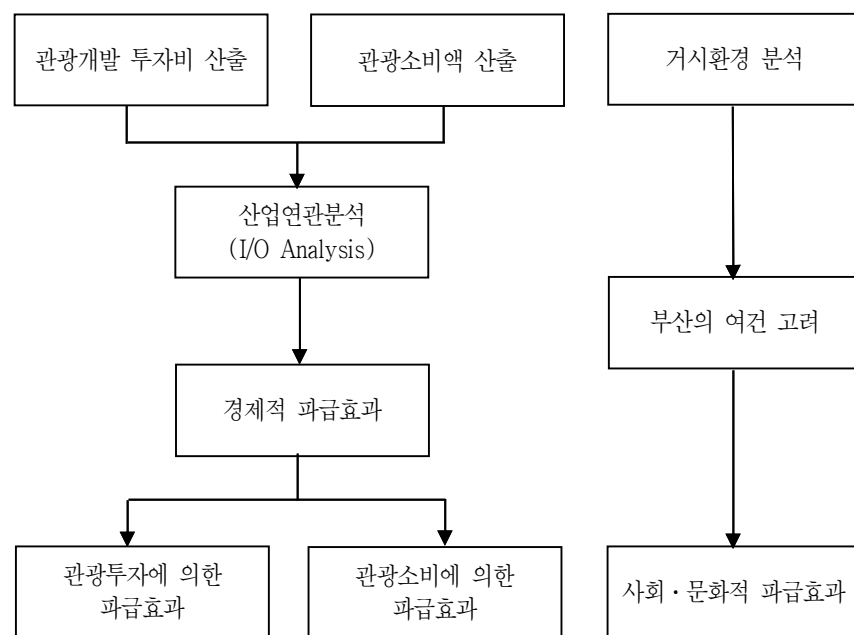 관광개발 투자비 산출
관광소비액 산출
거시환경 분석
산업연관분석
(I/O Analysis)
부산의 여건 고려
경제적 파급효과
관광투자에 의한
파급효과
관광소비에 의한
파급효과
사회·문화적 파급효과